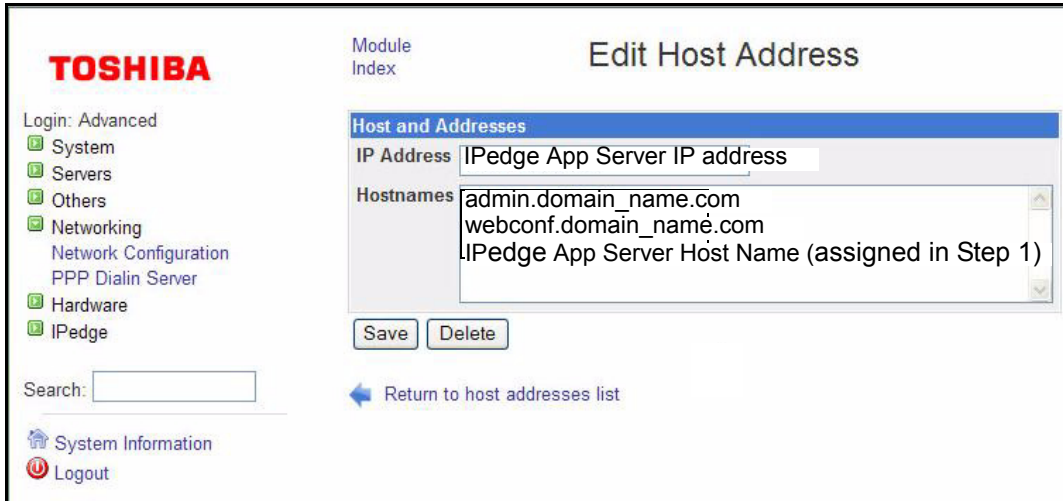 TOSHIBA
Login: Advanced
System
Servers
Others
Networking
Network Configuration
PPP Dialin Server
Hardware
IPedge
Search:
System Information
Logout
Module
Index
Edit Host Address
Host and Addresses
IP Address IPedge App Server IP address
Hostnames admin.domain_name.com
webconf.domain_name.com
IPedge App Server Host Name (assigned in Step 1)
Save Delete
Return to host addresses list